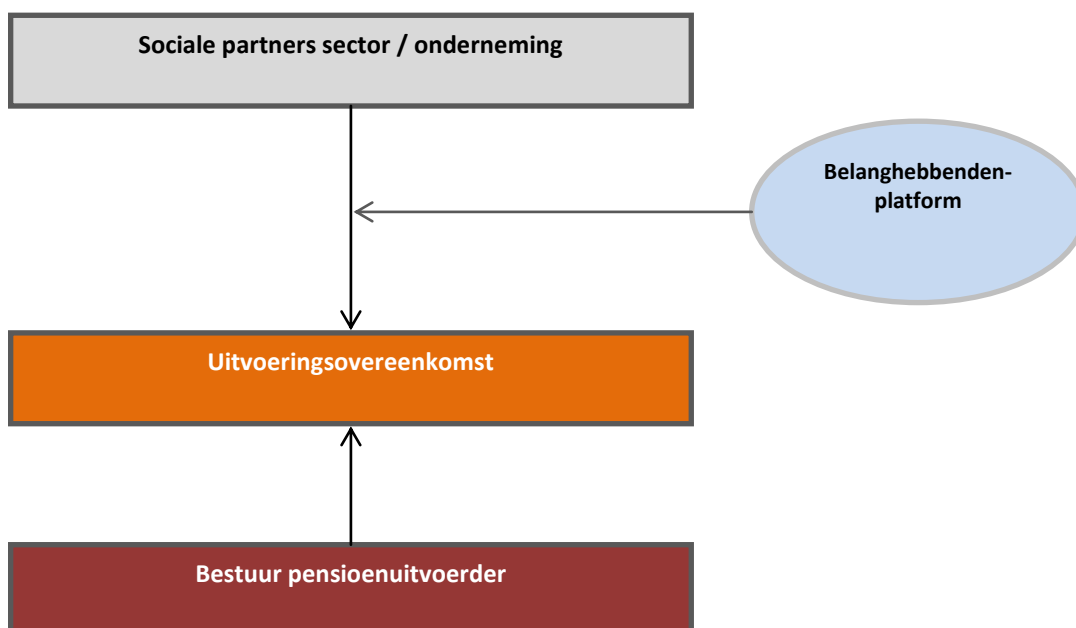 Sociale partners sector / onderneming
Belanghebbenden-
platform
Uitvoeringsovereenkomst
Bestuur pensioenuitvoerder